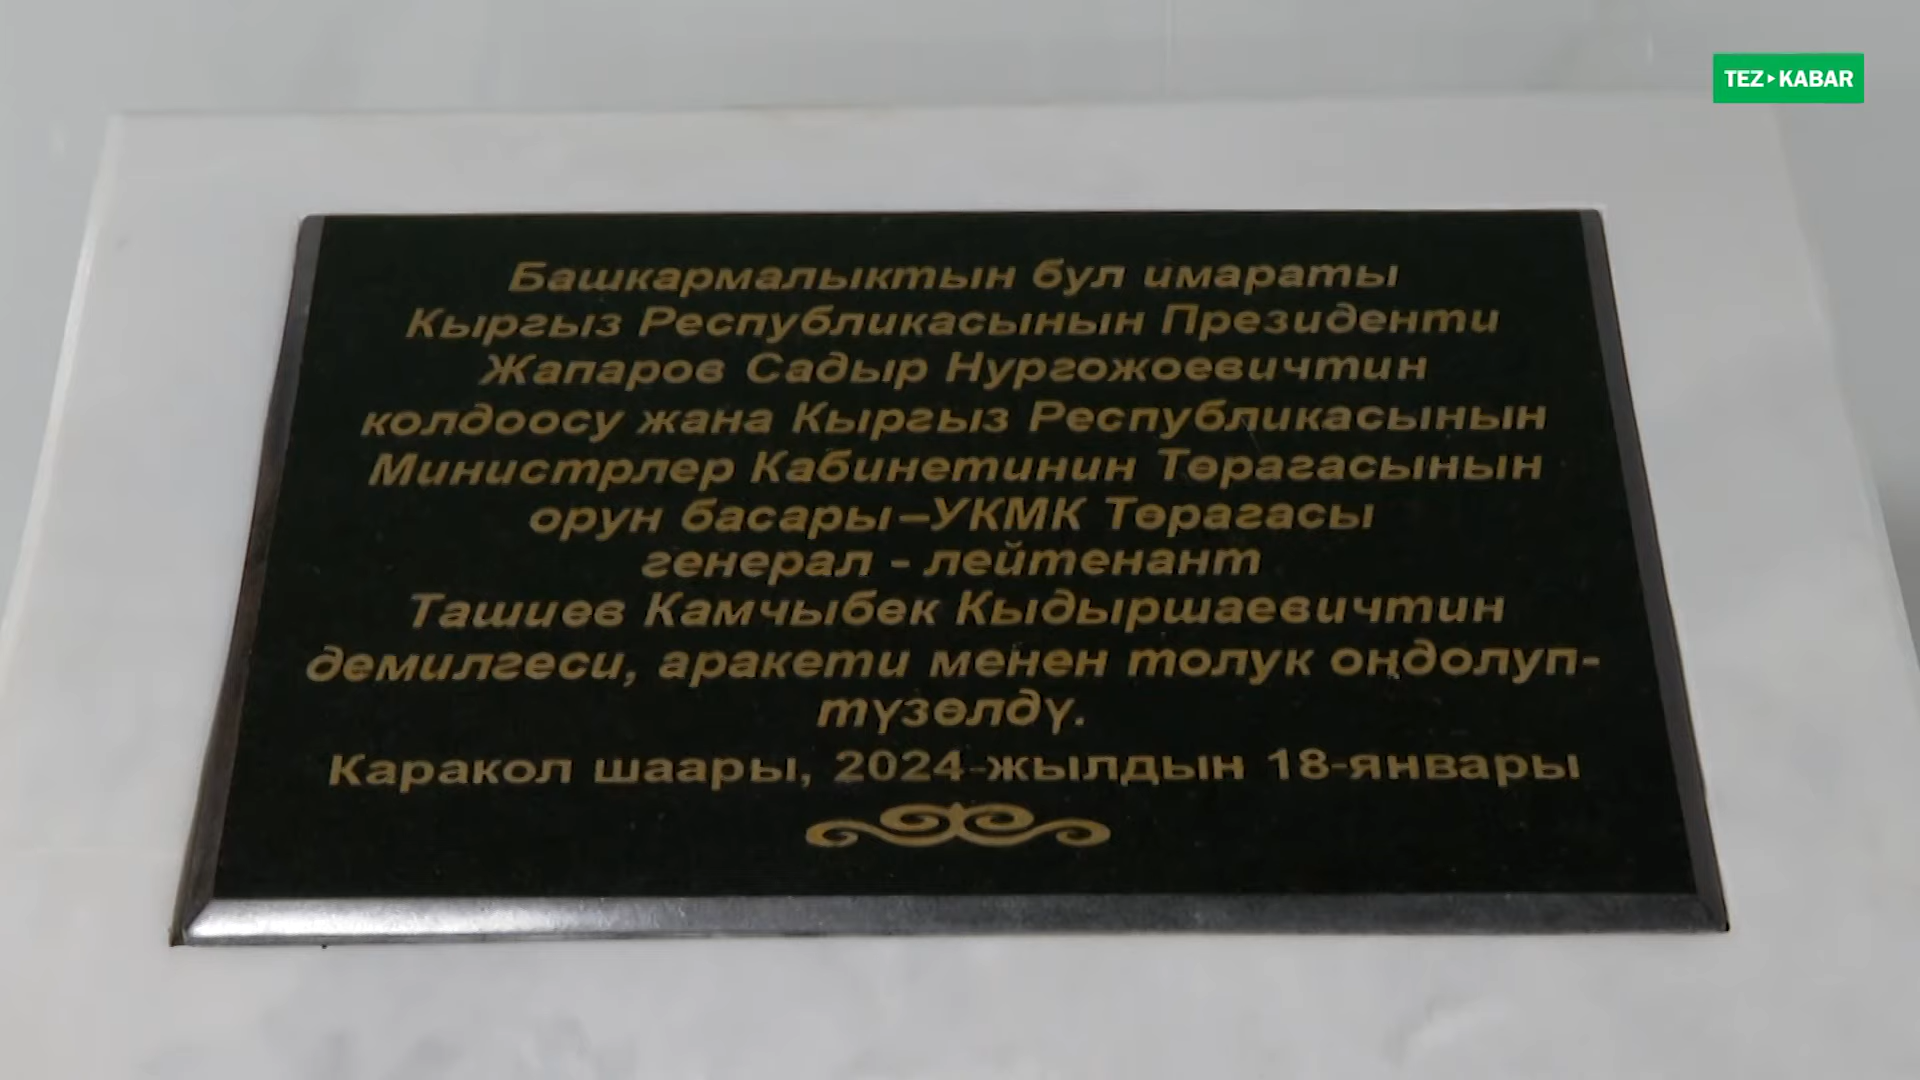 TEZ KABAR
Башкармалыктын бул имараты
Кыргыз Республикасынын Президенти
Жапаров Садыр Нургожоевичтин
колдоосу жана Кыргыз Республикасынын
Министрлер Кабинетинин Төрагасынын
орун басары–УКМК Төрагасы
генерал - лейтенант
Ташиев Камчыбек Кыдыршаевичтин
демилгеси, аракети менен толук оңдолуп-
түзөлдү.
Каракол шаары, 2024-жылдын 18-январы